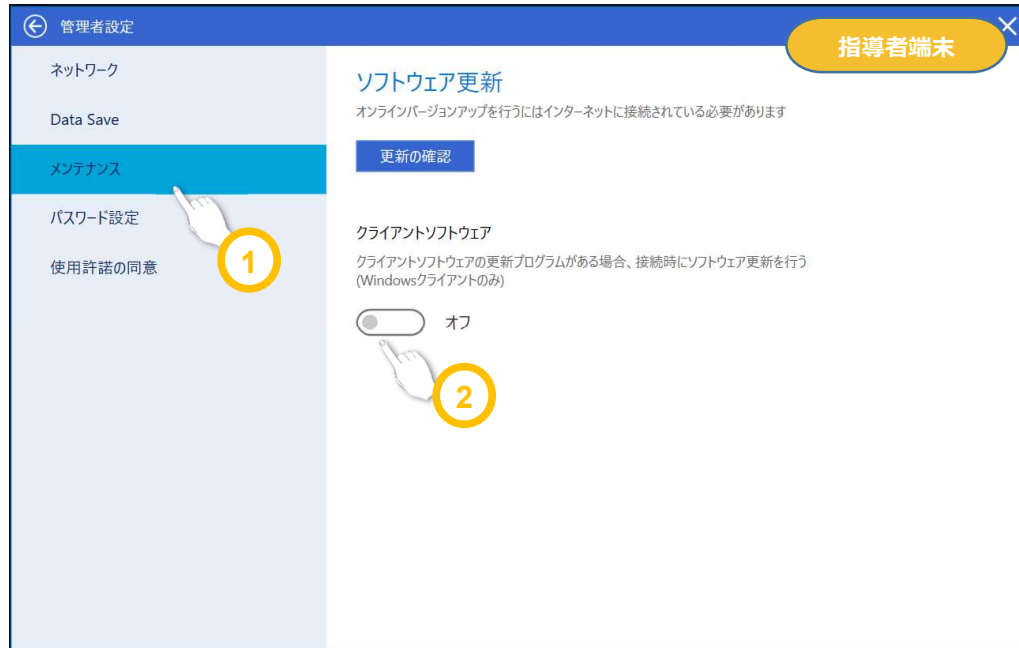 管理者設定
指導者端末
ネットワーク
Data Save
メンテナンス
パスワード設定
使用許諾の同意
1
ソフトウェア更新
オンラインバージョンアップを行うにはインターネットに接続されている必要があります
更新の確認
クライアントソフトウェア
クライアントソフトウェアの更新プログラムがある場合、接続時にソフトウェア更新を行う
(Windowsクライアントのみ)
オフ
2